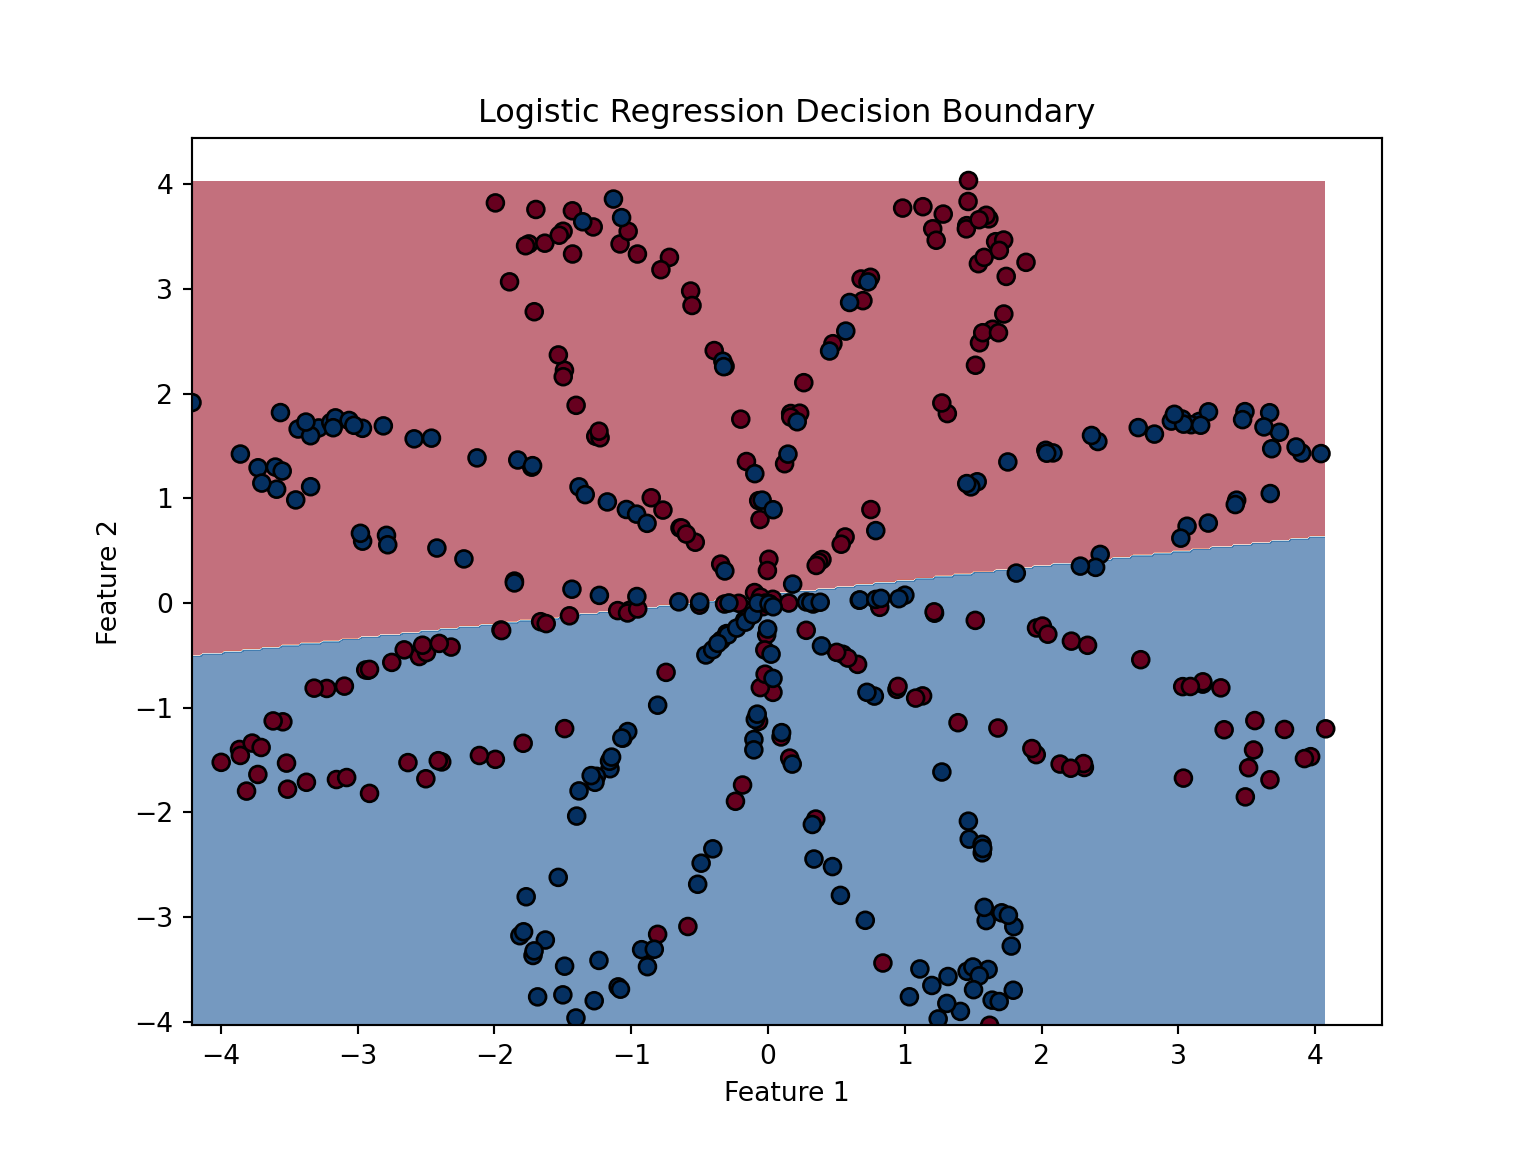 Logistic Regression Decision Boundary
4
3
2
1
0
−1
−2
−3
−4
Feature 2
−4 −3 −2 −1 0 1 2 3 4
Feature 1